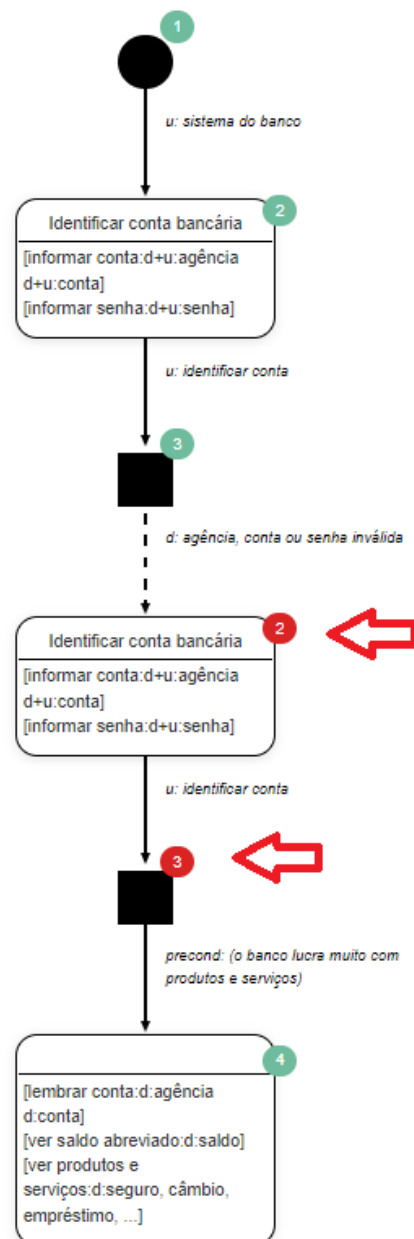 1
u: sistema do banco
2
Identificar conta bancária
[informar conta:d+u:agência
d+u:conta]
[informar senha:d+u:senha]
u: identificar conta
3
d: agência, conta ou senha inválida
2
Identificar conta bancária
[informar conta:d+u:agência
d+u:conta]
[informar senha:d+u:senha]
u: identificar conta
3
precond: (o banco lucra muito com
produtos e serviços)
4
[lembrar conta:d:agência
d:conta]
[ver saldo abreviado:d:saldo]
[ver produtos e
serviços:d:seguro, câmbio,
empréstimo, ...]